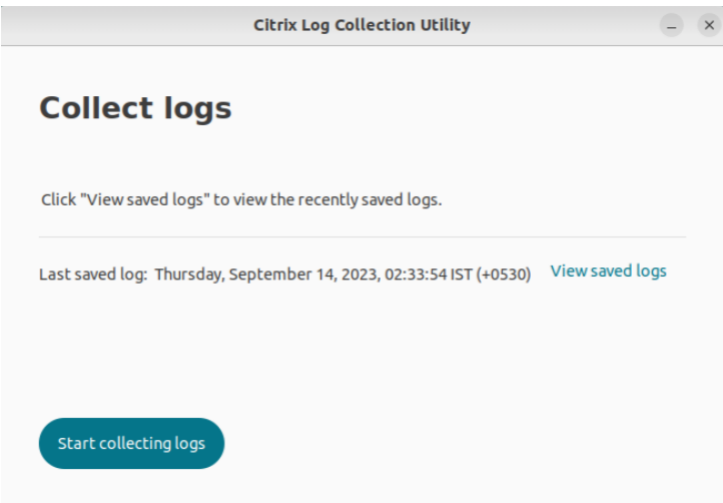 Citrix Log Collection Utility
Collect logs
Click "View saved logs" to view the recently saved logs.
Last saved log: Thursday, September 14, 2023, 02:33:54 IST (+0530) View saved logs
Start collecting logs